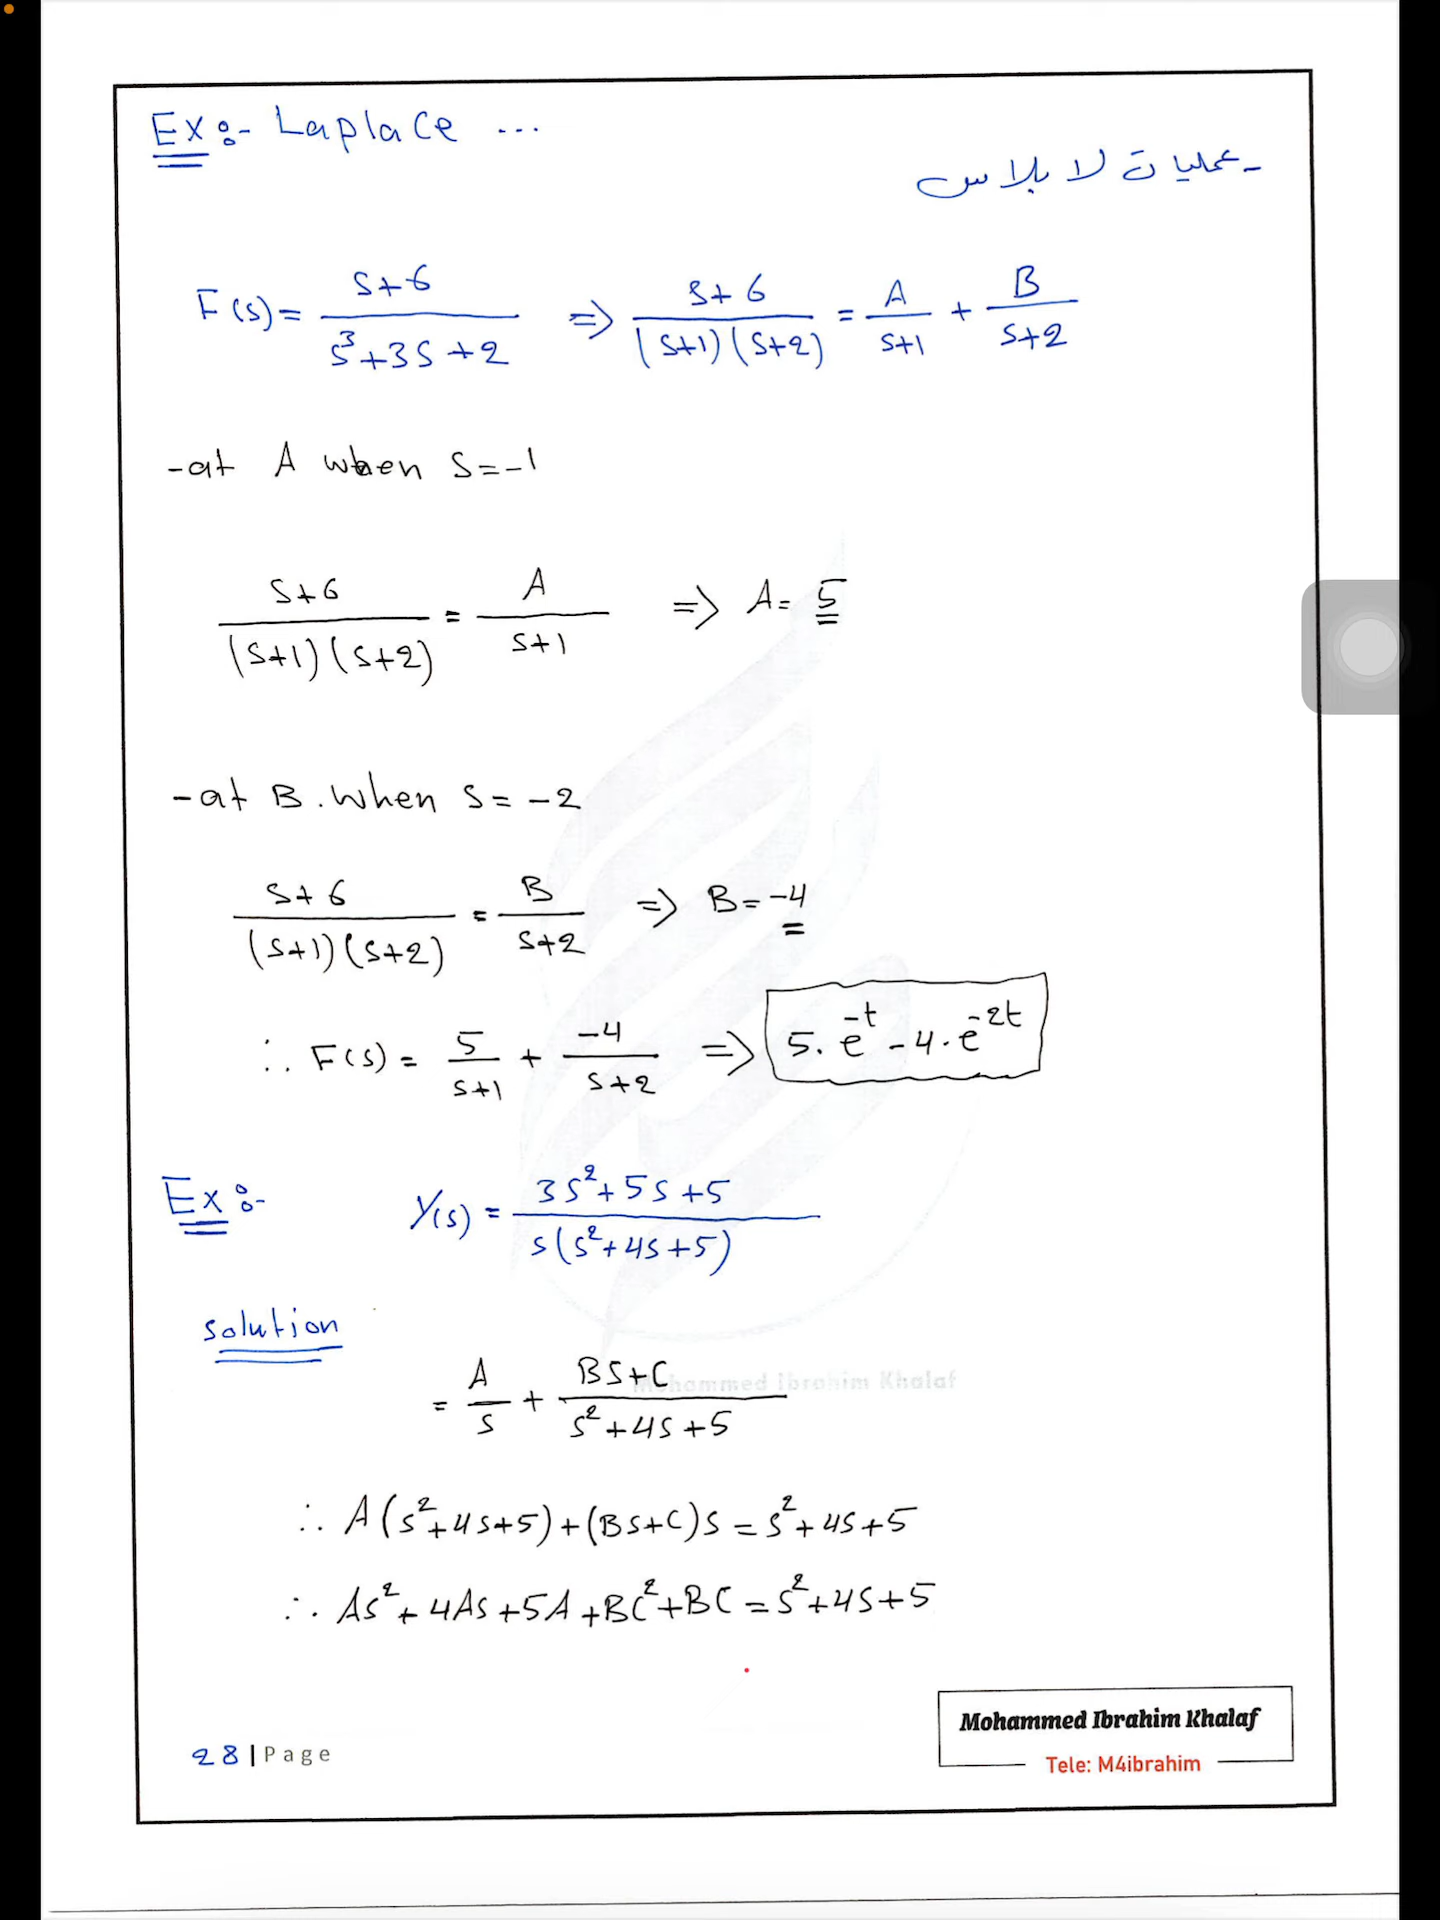 Ex:- Laplace ...
- عمليات لا بلاس
F(s) = s+6 / s³+3s+2 => s+6 / (s+1)(s+2) = A / s+1 + B / s+2
- at A when s=-1
s+6 / (s+1)(s+2) = A / s+1 => A = 5
- at B. when s = -2
s+6 / (s+1)(s+2) = B / s+2 => B = -4
∴ F(s) = 5 / s+1 + -4 / s+2 => 5. e^-t - 4. e^-2t
Ex:- Y(s) = 3s²+5s+5 / s(s²+4s+5)
solution
= A / s + BS+C / s²+4s+5
Mohammed Ibrahim Khalaf
∴ A(s²+4s+5)+(Bs+C)s = s²+4s+5
∴ As²+4As+5A+BC²+BC = s²+4s+5
Mohammed Ibrahim Khalaf
Tele: M4ibrahim
28 | Page